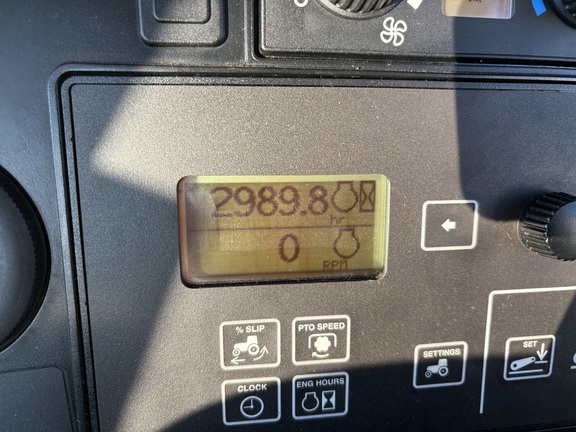 2989.8
hr
0
RPM
% SLIP
PTO SPEED
CLOCK
ENG HOURS
SETTINGS
SET